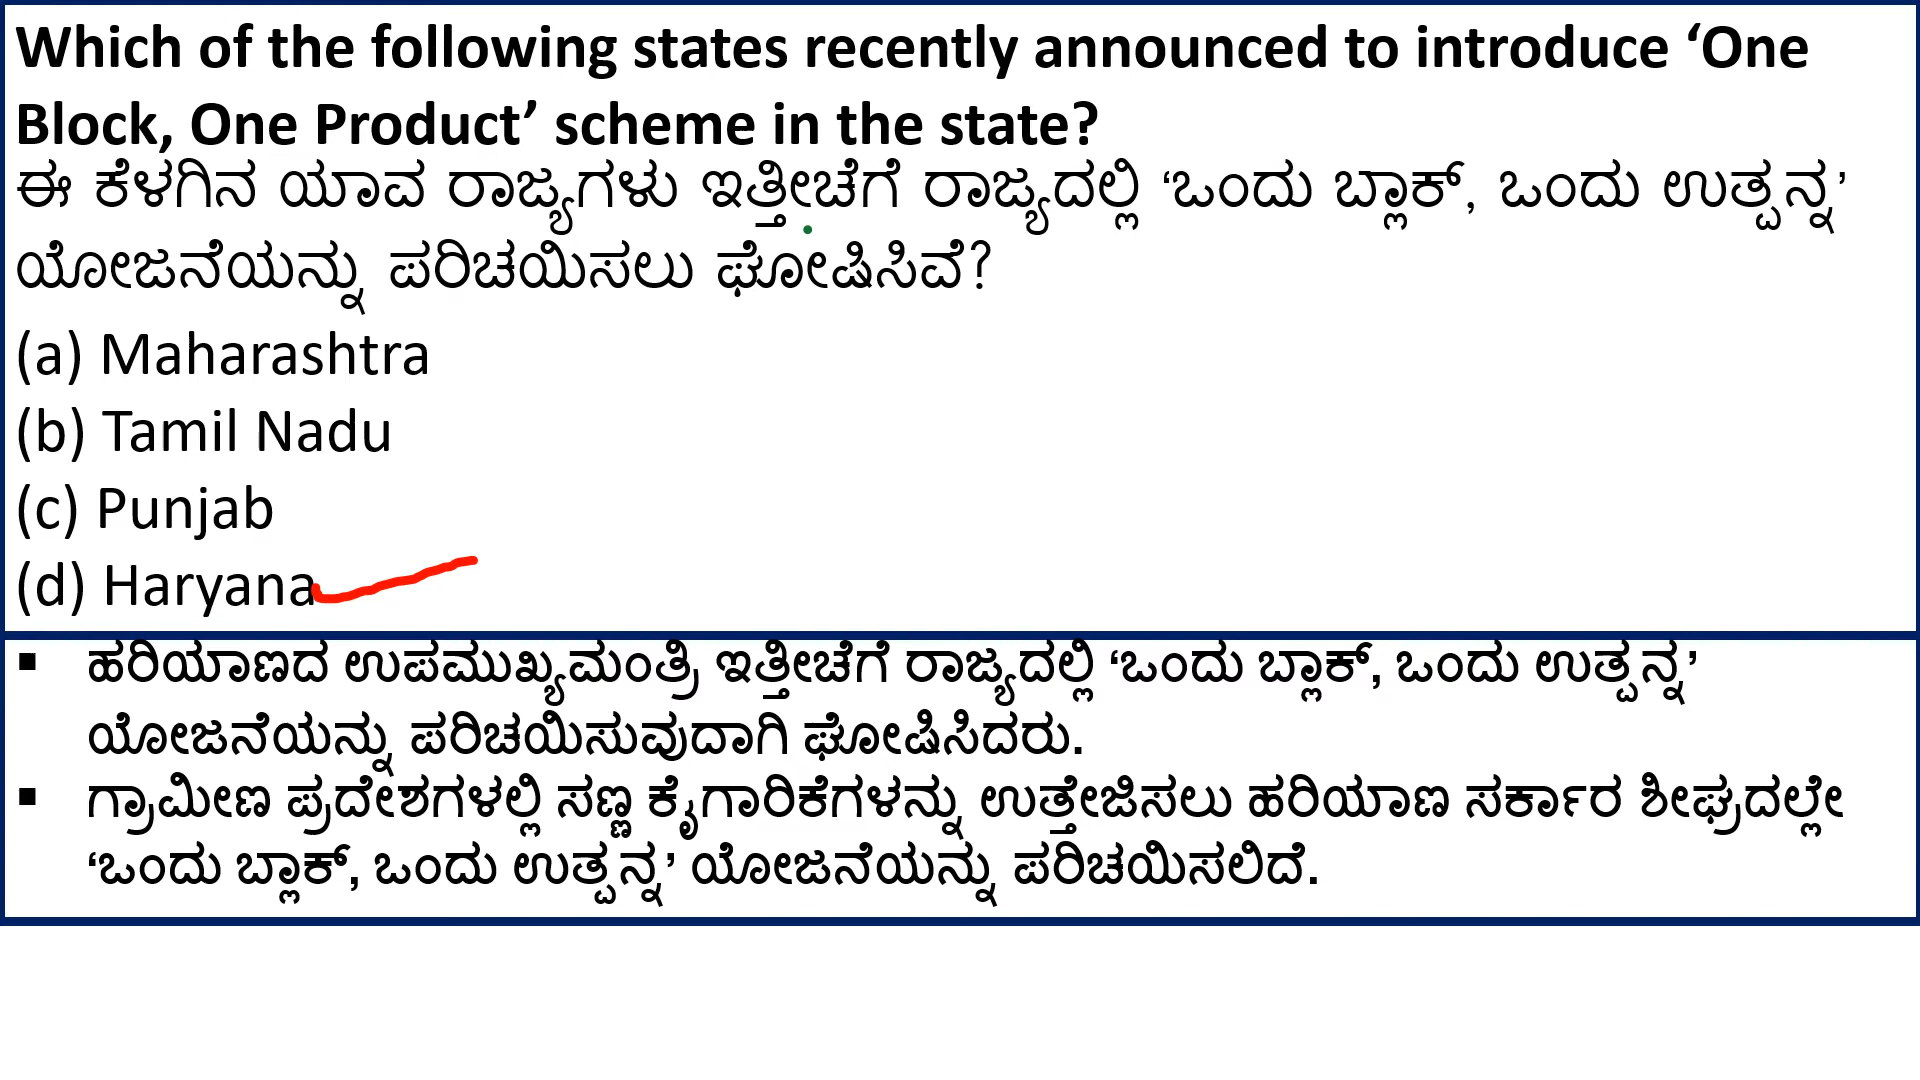 Which of the following states recently announced to introduce ‘One
Block, One Product’ scheme in the state?
ಈ ಕೆಳಗಿನ ಯಾವ ರಾಜ್ಯಗಳು ಇತ್ತೀಚೆಗೆ ರಾಜ್ಯದಲ್ಲಿ ‘ಒಂದು ಬ್ಲಾಕ್, ಒಂದು ಉತ್ಪನ್ನ’
ಯೋಜನೆಯನ್ನು ಪರಿಚಯಿಸಲು ಘೋಷಿಸಿವೆ?
(a) Maharashtra
(b) Tamil Nadu
(c) Punjab
(d) Haryana
▪ ಹರಿಯಾಣದ ಉಪಮುಖ್ಯಮಂತ್ರಿ ಇತ್ತೀಚೆಗೆ ರಾಜ್ಯದಲ್ಲಿ ‘ಒಂದು ಬ್ಲಾಕ್, ಒಂದು ಉತ್ಪನ್ನ’
ಯೋಜನೆಯನ್ನು ಪರಿಚಯಿಸುವುದಾಗಿ ಘೋಷಿಸಿದರು.
▪ ಗ್ರಾಮೀಣ ಪ್ರದೇಶಗಳಲ್ಲಿ ಸಣ್ಣ ಕೈಗಾರಿಕೆಗಳನ್ನು ಉತ್ತೇಜಿಸಲು ಹರಿಯಾಣ ಸರ್ಕಾರ ಶೀಘ್ರದಲ್ಲೇ
‘ಒಂದು ಬ್ಲಾಕ್, ಒಂದು ಉತ್ಪನ್ನ’ ಯೋಜನೆಯನ್ನು ಪರಿಚಯಿಸಲಿದೆ.